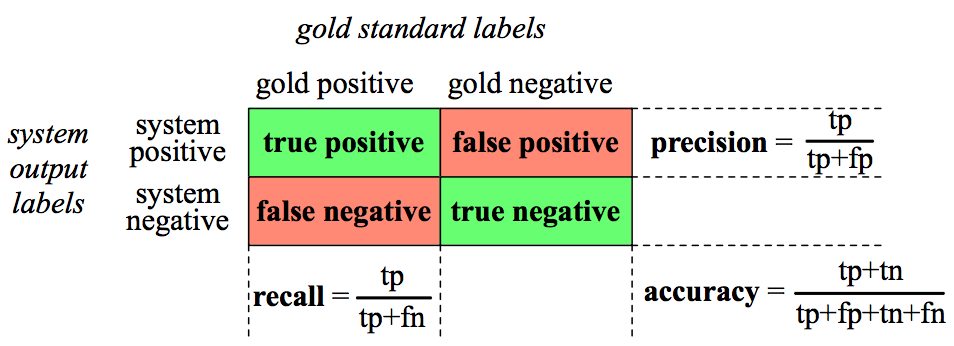 gold standard labels
gold positive gold negative
system
output
labels
system
positive
true positive false positive precision = tp
tp+fp
system
negative
false negative true negative
recall = tp
tp+fn
accuracy = tp+tn
tp+fp+tn+fn